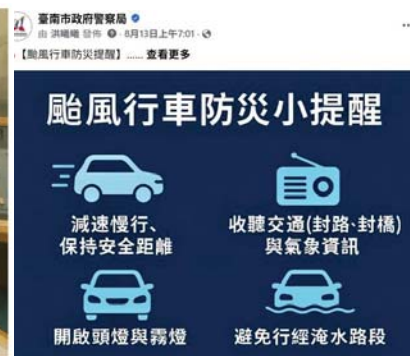 臺南市政府警察局
由 洪曦曦 發佈 · 8月13日上午7:01 ·
【颱風行車防災提醒】...... 查看更多
颱風行車防災小提醒
減速慢行、
保持安全距離
收聽交通(封路、封橋)
與氣象資訊
開啟頭燈與霧燈
避免行經淹水路段